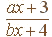 ax + 3
bx + 4